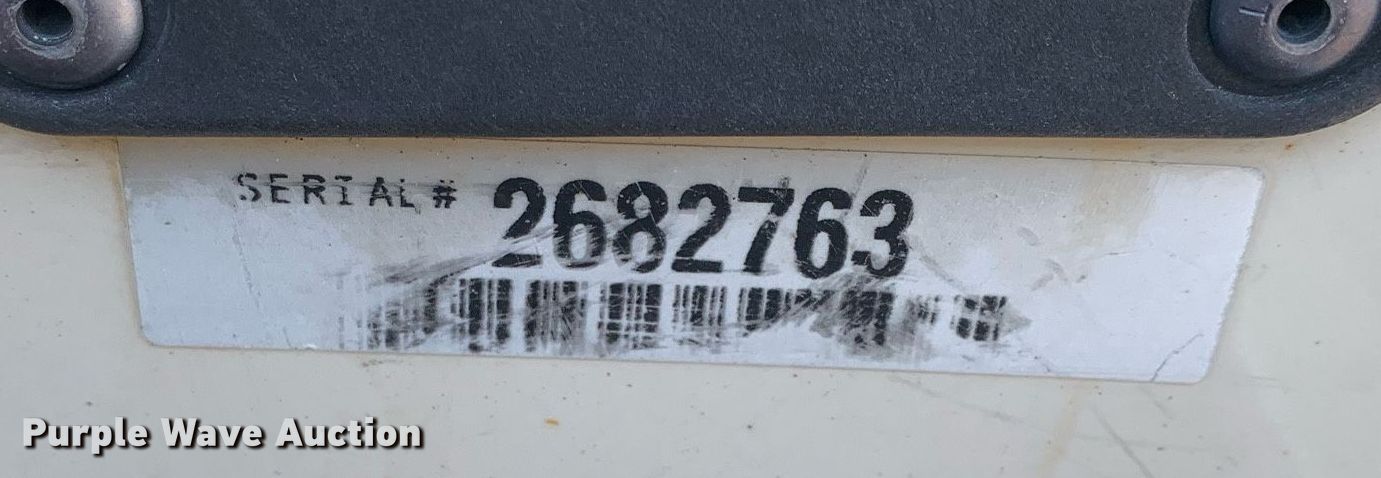 SERIAL# 2682763
Purple Wave Auction